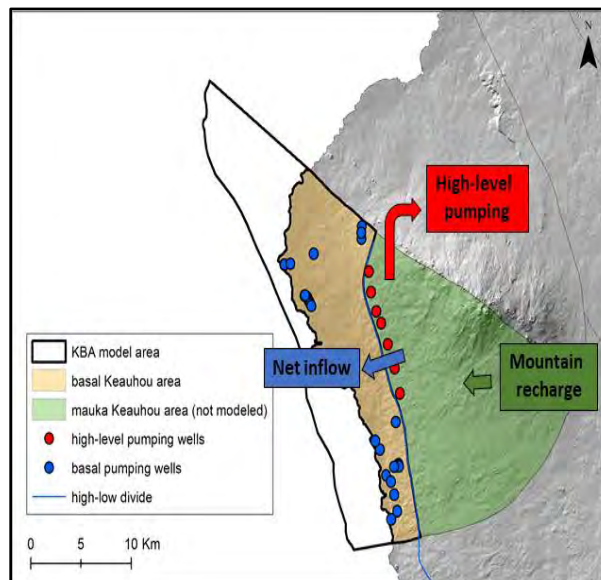 N
High-level
pumping
Net inflow
Mountain
recharge
KBA model area
basal Keauhou area
mauka Keauhou area (not modeled)
high-level pumping wells
basal pumping wells
high-low divide
0 5 10 Km